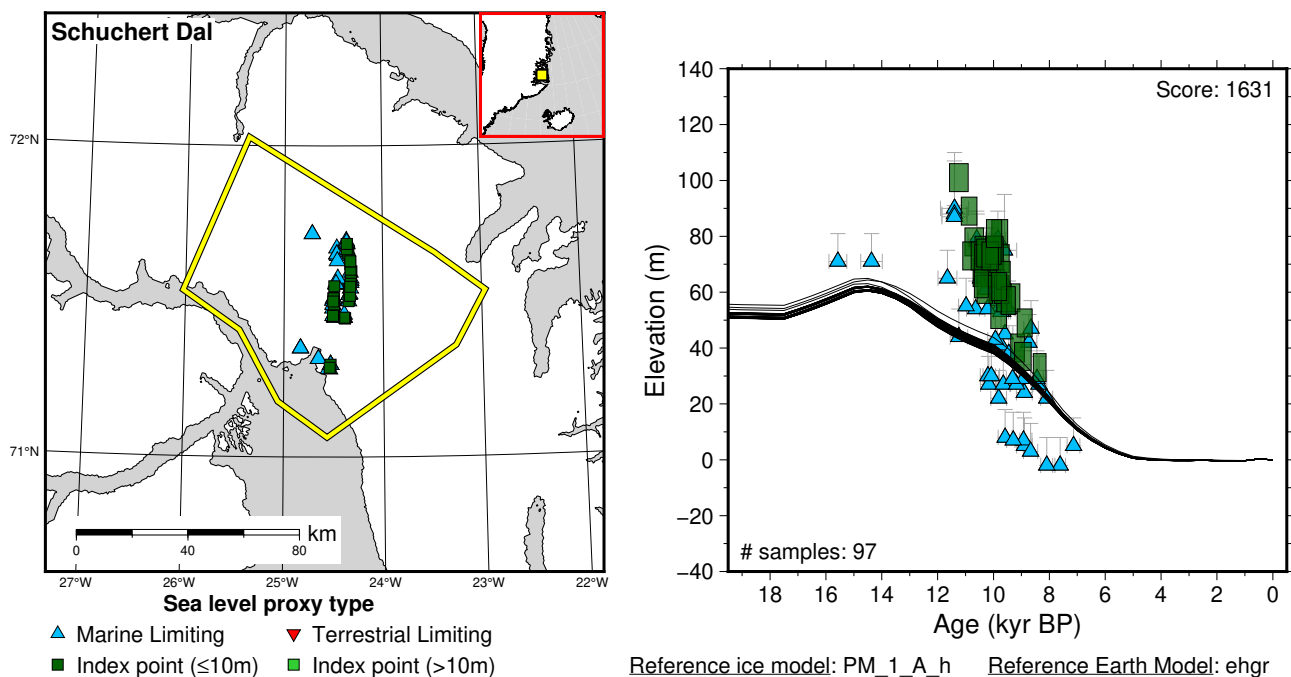 Schuchert Dal
72°N
71°N
0 40 80 km
27°W 26°W 25°W 24°W 23°W 22°W
Sea level proxy type
Marine Limiting Terrestrial Limiting
Index point (≤10m) Index point (>10m)
Score: 1631
140
120
100
80
60
40
20
0
−20
−40
Elevation (m)
# samples: 97
18 16 14 12 10 8 6 4 2 0
Age (kyr BP)
Reference ice model: PM_1_A_h Reference Earth Model: ehgr